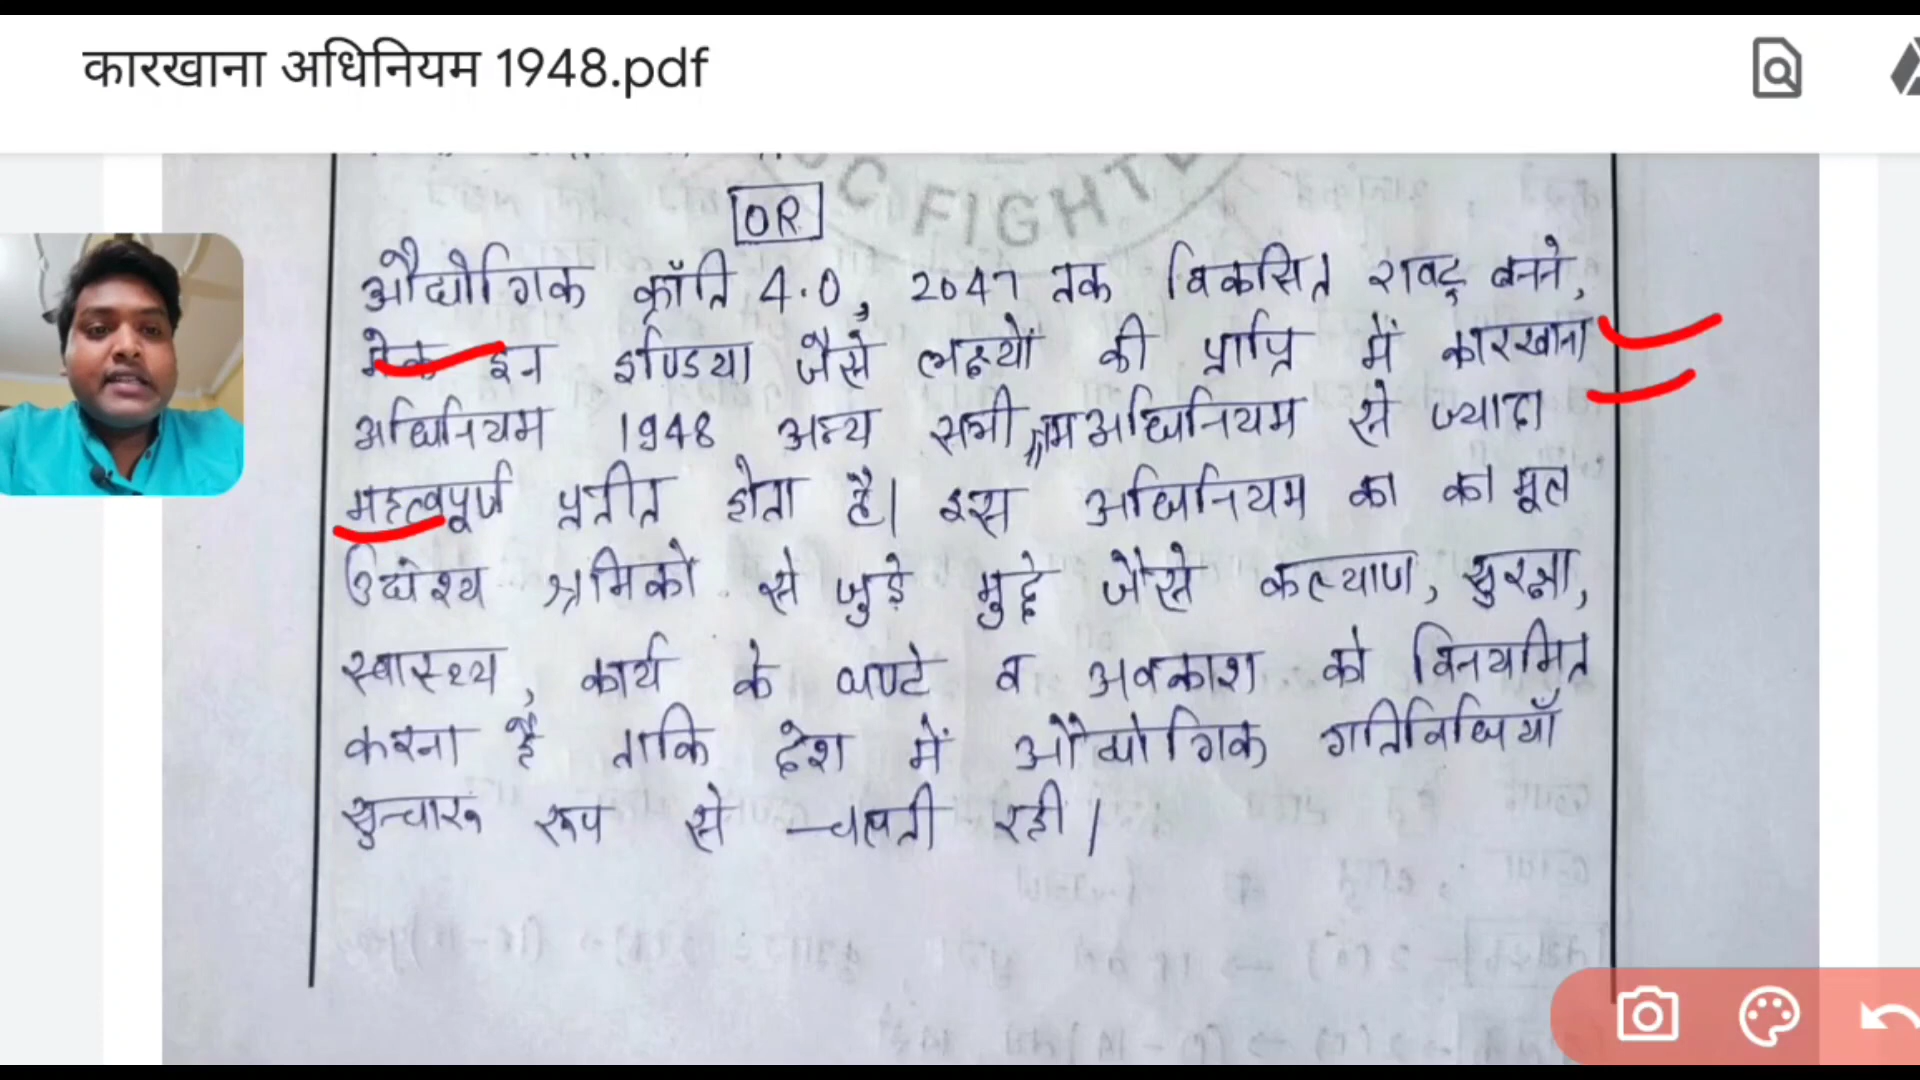 कारखाना अधिनियम 1948.pdf
C FIGHT
OR
औद्योगिक क्राँति 4.0, 2047 तक विकसित राष्ट्र बनने,
मेक इन इण्डिया जैसे लक्ष्यों की प्राप्ति में कारखाना
अधिनियम 1948 अन्य सभी श्रम अधिनियम से ज्यादा
महत्वपूर्ण प्रतीत होता है। इस अधिनियम का का मूल
उद्येश्य श्रमिको से जुड़े मुद्दे जैसे कल्याण, सुरक्षा,
स्वास्थ्य, कार्य के घण्टे व अवकाश को विनयमित
करना है ताकि देश में औद्योगिक गतिविधियाँ
सुचारू रूप से चलती रही।